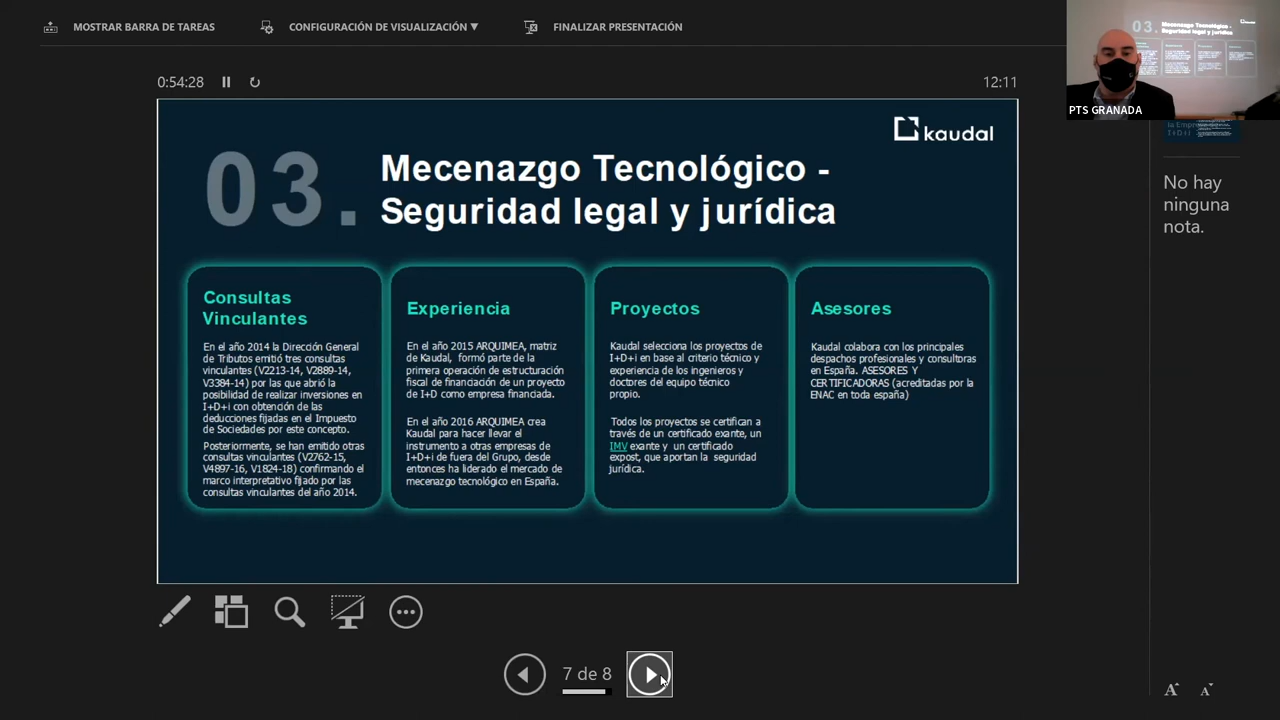 MOSTRAR BARRA DE TAREAS
CONFIGURACIÓN DE VISUALIZACIÓN ▼
FINALIZAR PRESENTACIÓN
0:54:28
12:11
kaudal
03.
Mecenazgo Tecnológico -
Seguridad legal y jurídica
Consultas
Vinculantes
En el año 2014 la Dirección General
de Tributos emitió tres consultas
vinculantes (V2213-14, V2889-14,
V3384-14) por las que abrió la
posibilidad de realizar inversiones en
I+D+i con obtención de las
deducciones fijadas en el Impuesto
de Sociedades por este concepto.
Posteriormente, se han emitido otras
consultas vinculantes (V2762-15,
V4897-16, V1824-18) confirmando el
marco interpretativo fijado por las
consultas vinculantes del año 2014.
Experiencia
En el año 2015 ARQUIMEA, matriz
de Kaudal, formó parte de la
primera operación de estructuración
fiscal de financiación de un proyecto
de I+D como empresa financiada.
En el año 2016 ARQUIMEA crea
Kaudal para hacer llevar el
instrumento a otras empresas de
I+D+i de fuera del Grupo, desde
entonces ha liderado el mercado de
mecenazgo tecnológico en España.
Proyectos
Kaudal selecciona los proyectos de
I+D+i en base al criterio técnico y
experiencia de los ingenieros y
doctores del equipo técnico
propio.
Todos los proyectos se certifican a
través de un certificado exante, un
IMV exante y un certificado
expost, que aportan la seguridad
jurídica.
Asesores
Kaudal colabora con los principales
despachos profesionales y consultoras
en España. ASESORES Y
CERTIFICADORAS (acreditadas por la
ENAC en toda españa)
7 de 8
03.
Mecenazgo Tecnológico -
Seguridad legal y jurídica
PTS GRANADA
No hay
ninguna
nota.
A
A